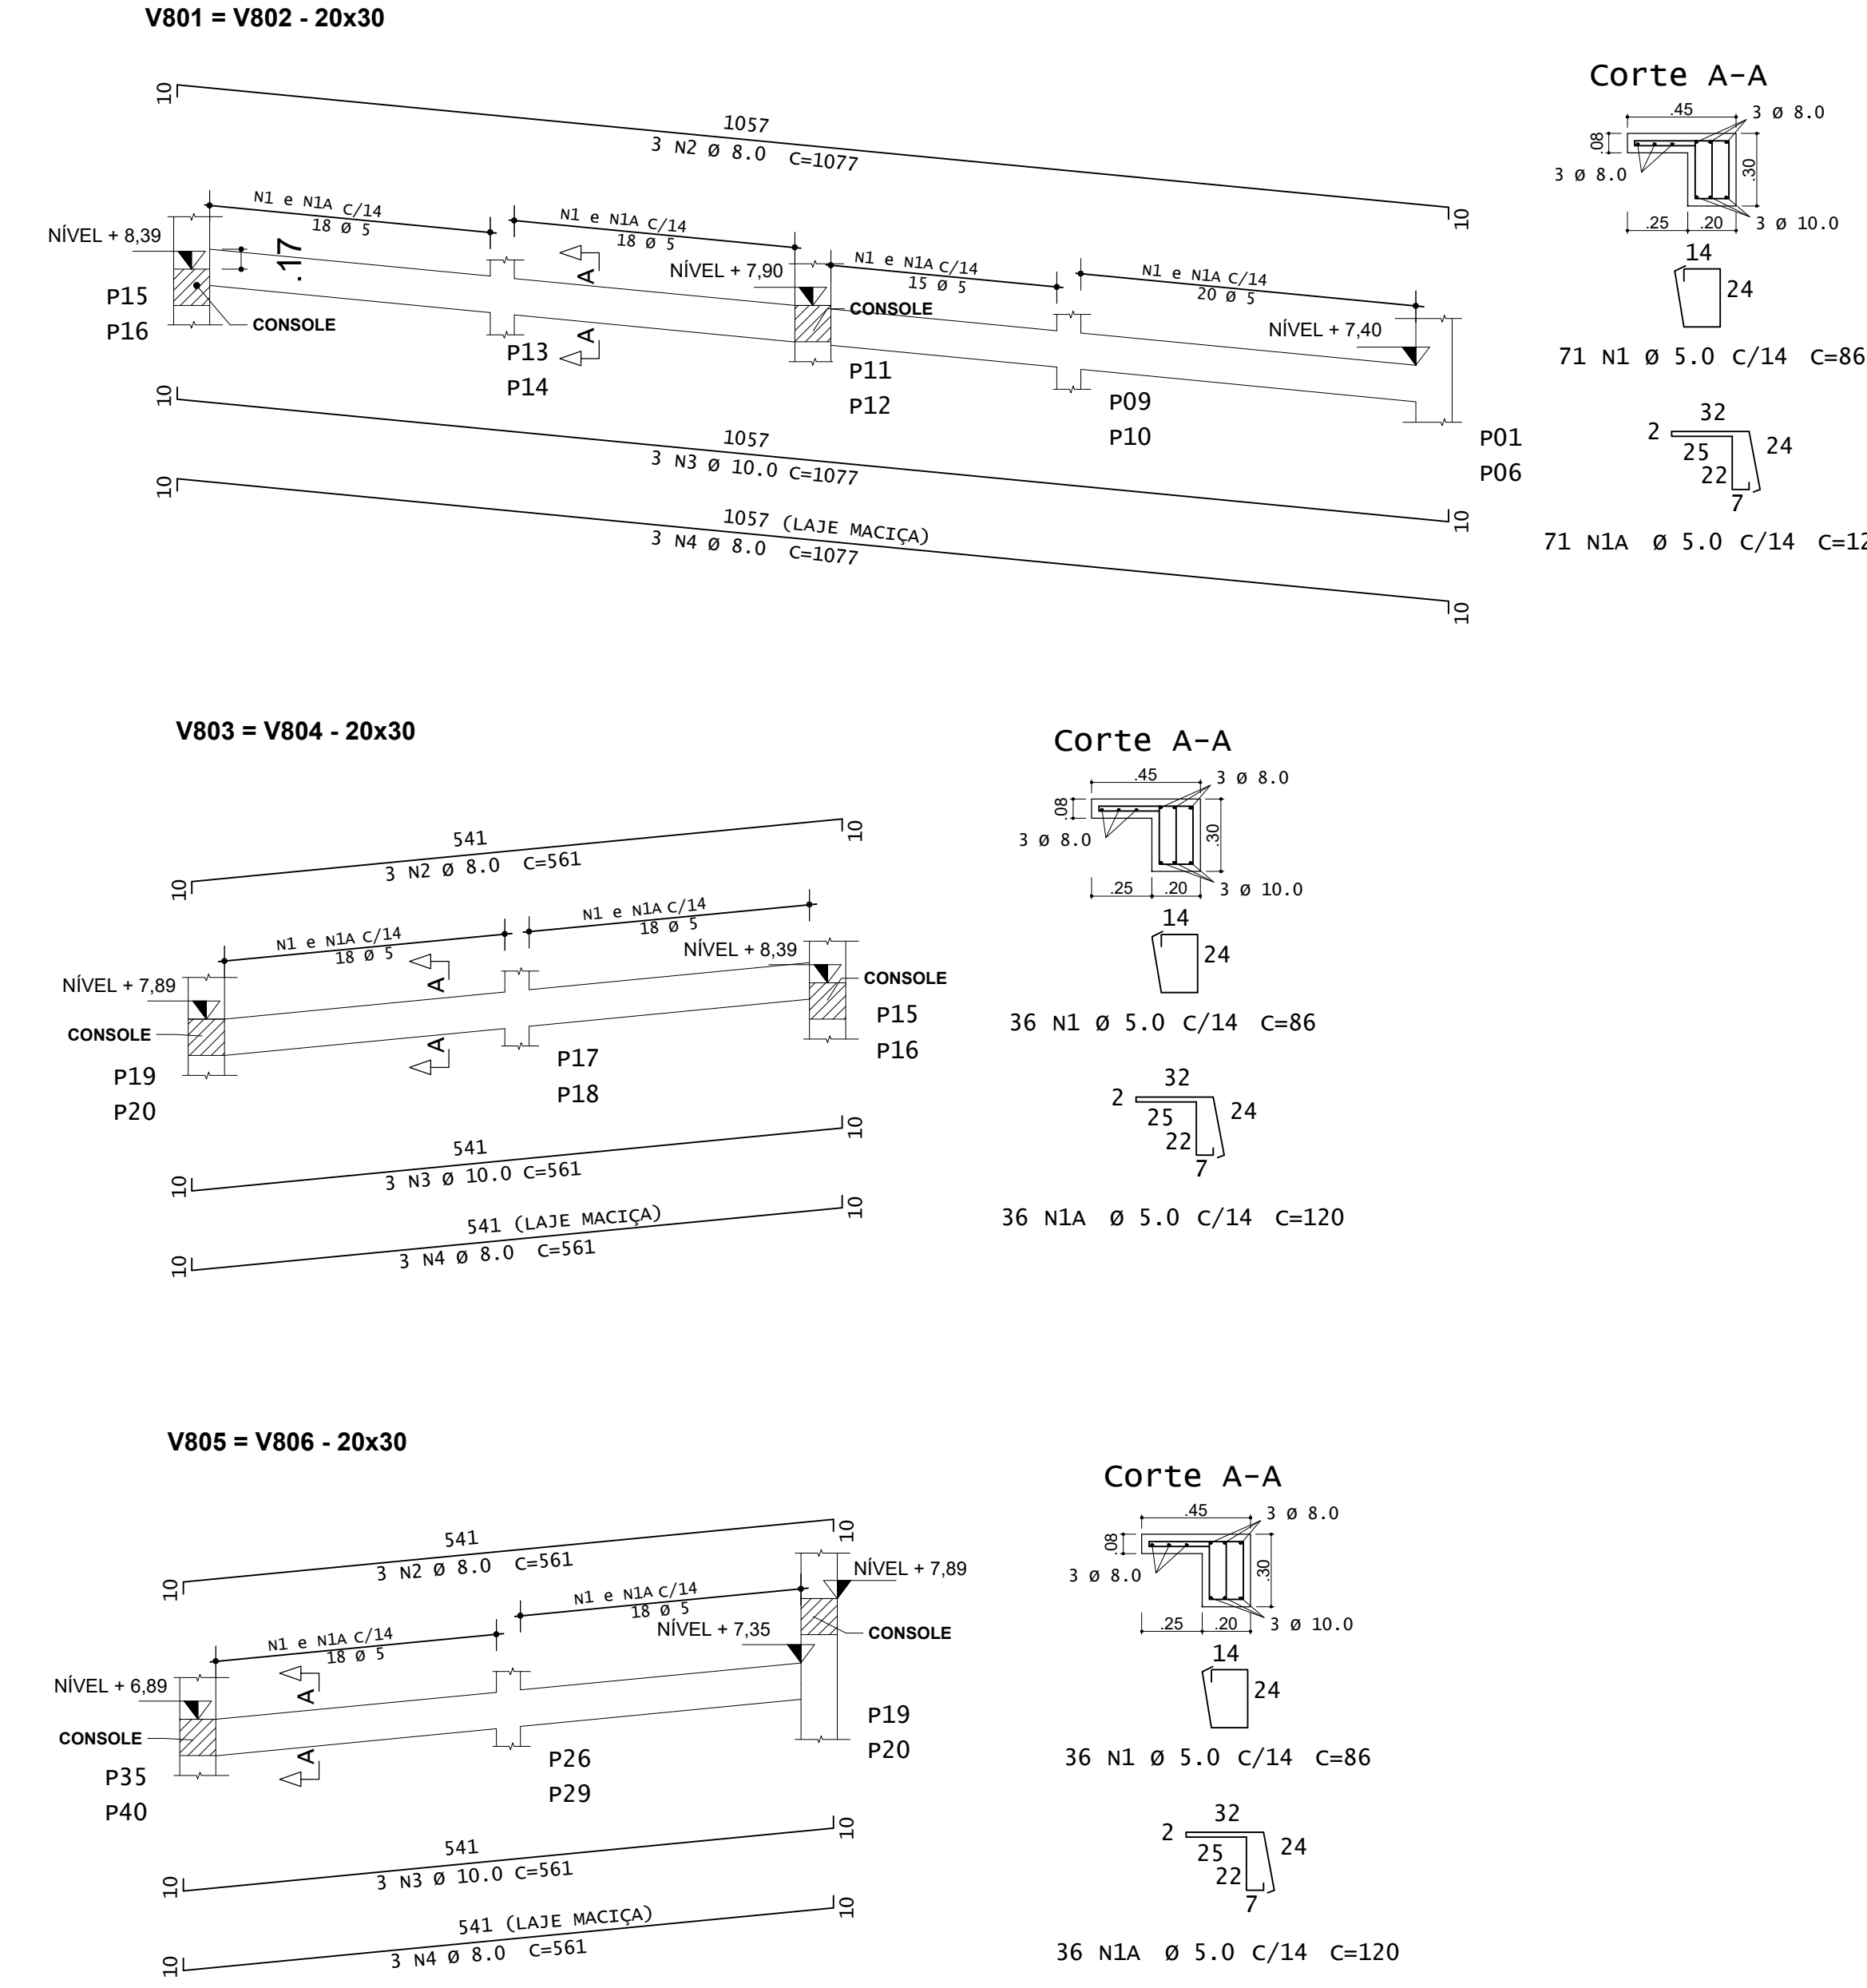 V801 = V802 - 20x30
10
1057
3 N2 Ø 8.0 C=1077
10
N1 e N1A C/14
18 Ø 5
N1 e N1A C/14
18 Ø 5
N1 e N1A C/14
15 Ø 5
N1 e N1A C/14
20 Ø 5
NÍVEL + 8,39
.17
A
NÍVEL + 7,90
NÍVEL + 7,40
P15
P16
CONSOLE
A
P13
P14
CONSOLE
P11
P12
P09
P10
P01
P06
10
1057
3 N3 Ø 10.0 C=1077
10
10
1057 (LAJE MACIÇA)
3 N4 Ø 8.0 C=1077
10
Corte A-A
.45
3 Ø 8.0
.08
.30
3 Ø 8.0
.25
.20
3 Ø 10.0
14
24
71 N1 Ø 5.0 C/14 C=86
32
2
25
24
22
7
71 N1A Ø 5.0 C/14 C=12
V803 = V804 - 20x30
10
541
3 N2 Ø 8.0 C=561
10
N1 e N1A C/14
18 Ø 5
N1 e N1A C/14
18 Ø 5
NÍVEL + 7,89
A
NÍVEL + 8,39
CONSOLE
CONSOLE
A
P19
P20
P17
P18
P15
P16
10
541
3 N3 Ø 10.0 C=561
10
10
541 (LAJE MACIÇA)
3 N4 Ø 8.0 C=561
10
Corte A-A
.45
3 Ø 8.0
.08
.30
3 Ø 8.0
.25
.20
3 Ø 10.0
14
24
36 N1 Ø 5.0 C/14 C=86
32
2
25
24
22
7
36 N1A Ø 5.0 C/14 C=120
V805 = V806 - 20x30
10
541
3 N2 Ø 8.0 C=561
10
N1 e N1A C/14
18 Ø 5
N1 e N1A C/14
18 Ø 5
NÍVEL + 7,89
NÍVEL + 7,35
CONSOLE
NÍVEL + 6,89
A
CONSOLE
A
P35
P40
P26
P29
P19
P20
10
541
3 N3 Ø 10.0 C=561
10
10
541 (LAJE MACIÇA)
3 N4 Ø 8.0 C=561
10
Corte A-A
.45
3 Ø 8.0
.08
.30
3 Ø 8.0
.25
.20
3 Ø 10.0
14
24
36 N1 Ø 5.0 C/14 C=86
32
2
25
24
22
7
36 N1A Ø 5.0 C/14 C=120